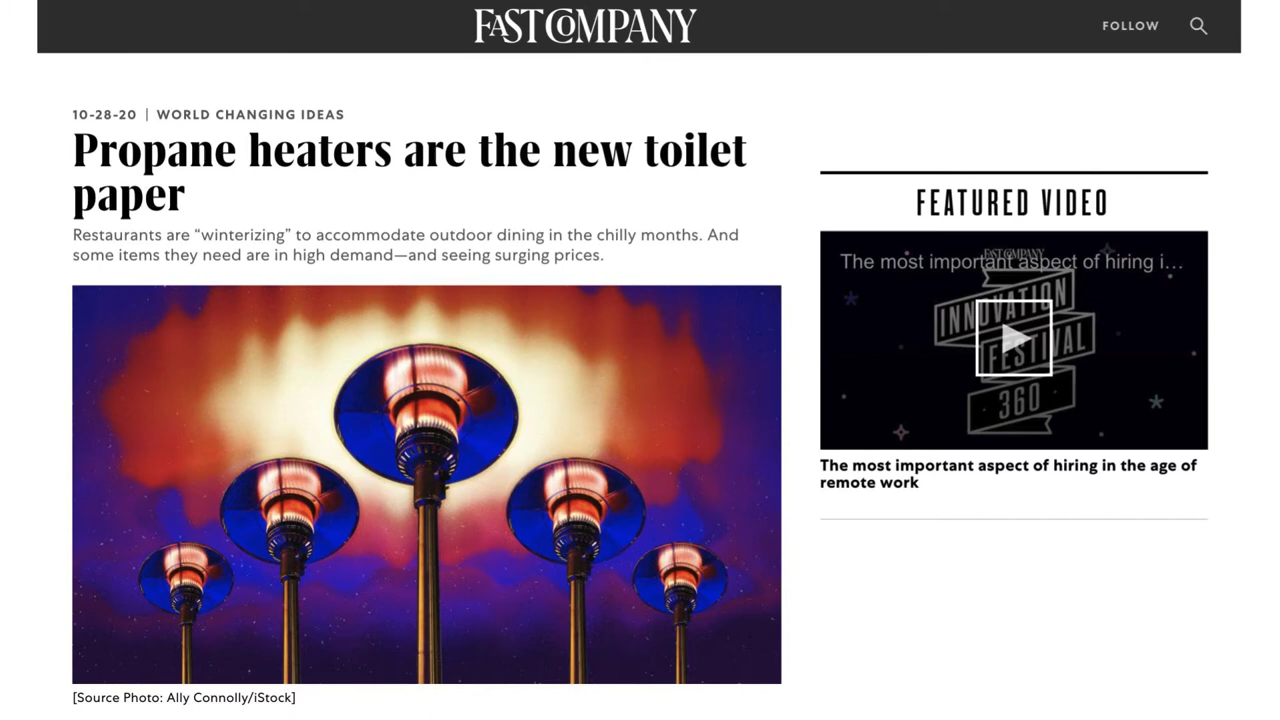 FAST COMPANY
FOLLOW
10-28-20 | WORLD CHANGING IDEAS
Propane heaters are the new toilet
paper
Restaurants are “winterizing” to accommodate outdoor dining in the chilly months. And
some items they need are in high demand—and seeing surging prices.
[Source Photo: Ally Connolly/iStock]
FEATURED VIDEO
The most important aspect of hiring i...
FAST COMPANY
INNOVATION
FESTIVAL
360
The most important aspect of hiring in the age of
remote work